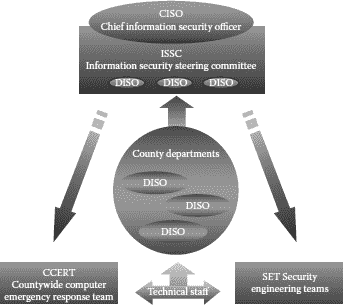 CISO
Chief information security officer
ISSC
Information security steering committee
DISO DISO DISO
County departments
DISO
DISO
DISO
CCERT
Countywide computer
emergency response team
Technical staff
SET Security
engineering teams